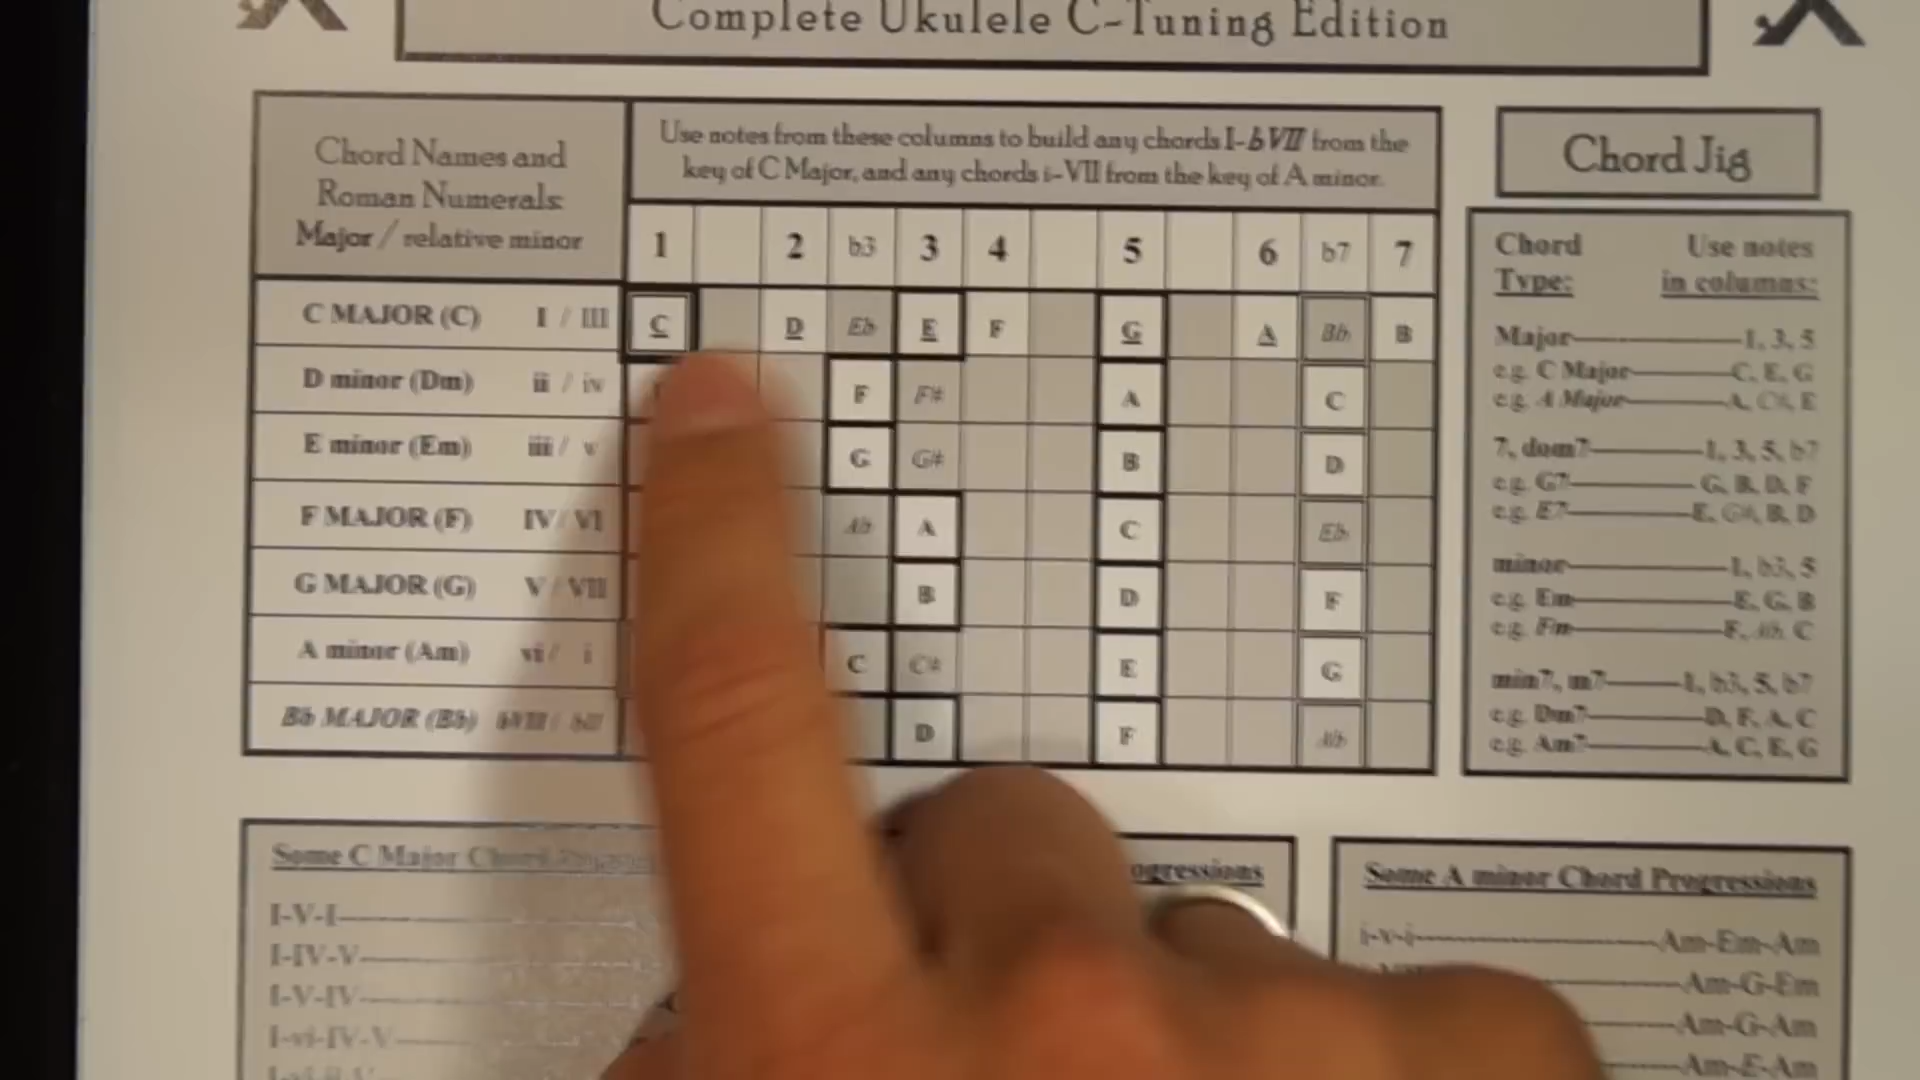 Complete Ukulele C-Tuning Edition
Chord Names and
Roman Numerals:
Major / relative minor
Use notes from these columns to build any chords I-bVII from the
key of C Major, and any chords i-VII from the key of A minor.
1 2 b3 3 4 5 6 b7 7
C MAJOR (C) I / III C D Eb E F G A Bb B
D minor (Dm) ii / iv F F# A C
E minor (Em) iii / v G G# B D
F MAJOR (F) IV / VI Ab A C Eb
G MAJOR (G) V / VII B D F
A minor (Am) vi / i C C# E G
Bb MAJOR (Bb) bVII / bII D F Ab
Chord Jig
Chord Use notes
Type: in columns:
Major 1, 3, 5
e.g. C Major C, E, G
e.g. A Major A, C#, E
7, dom7 1, 3, 5, b7
e.g. G7 G, B, D, F
e.g. E7 E, G#, B, D
minor 1, b3, 5
e.g. Em E, G, B
e.g. Fm F, Ab, C
min7, m7 1, b3, 5, b7
e.g. Dm7 D, F, A, C
e.g. Am7 A, C, E, G
Some C Major Chord
I-V-I
I-IV-V
I-V-IV
I-vi-IV-V
Some A minor Chord Progressions
i-v-i Am-Em-Am
Am-G-Em
Am-G-Am
Am-E-Am